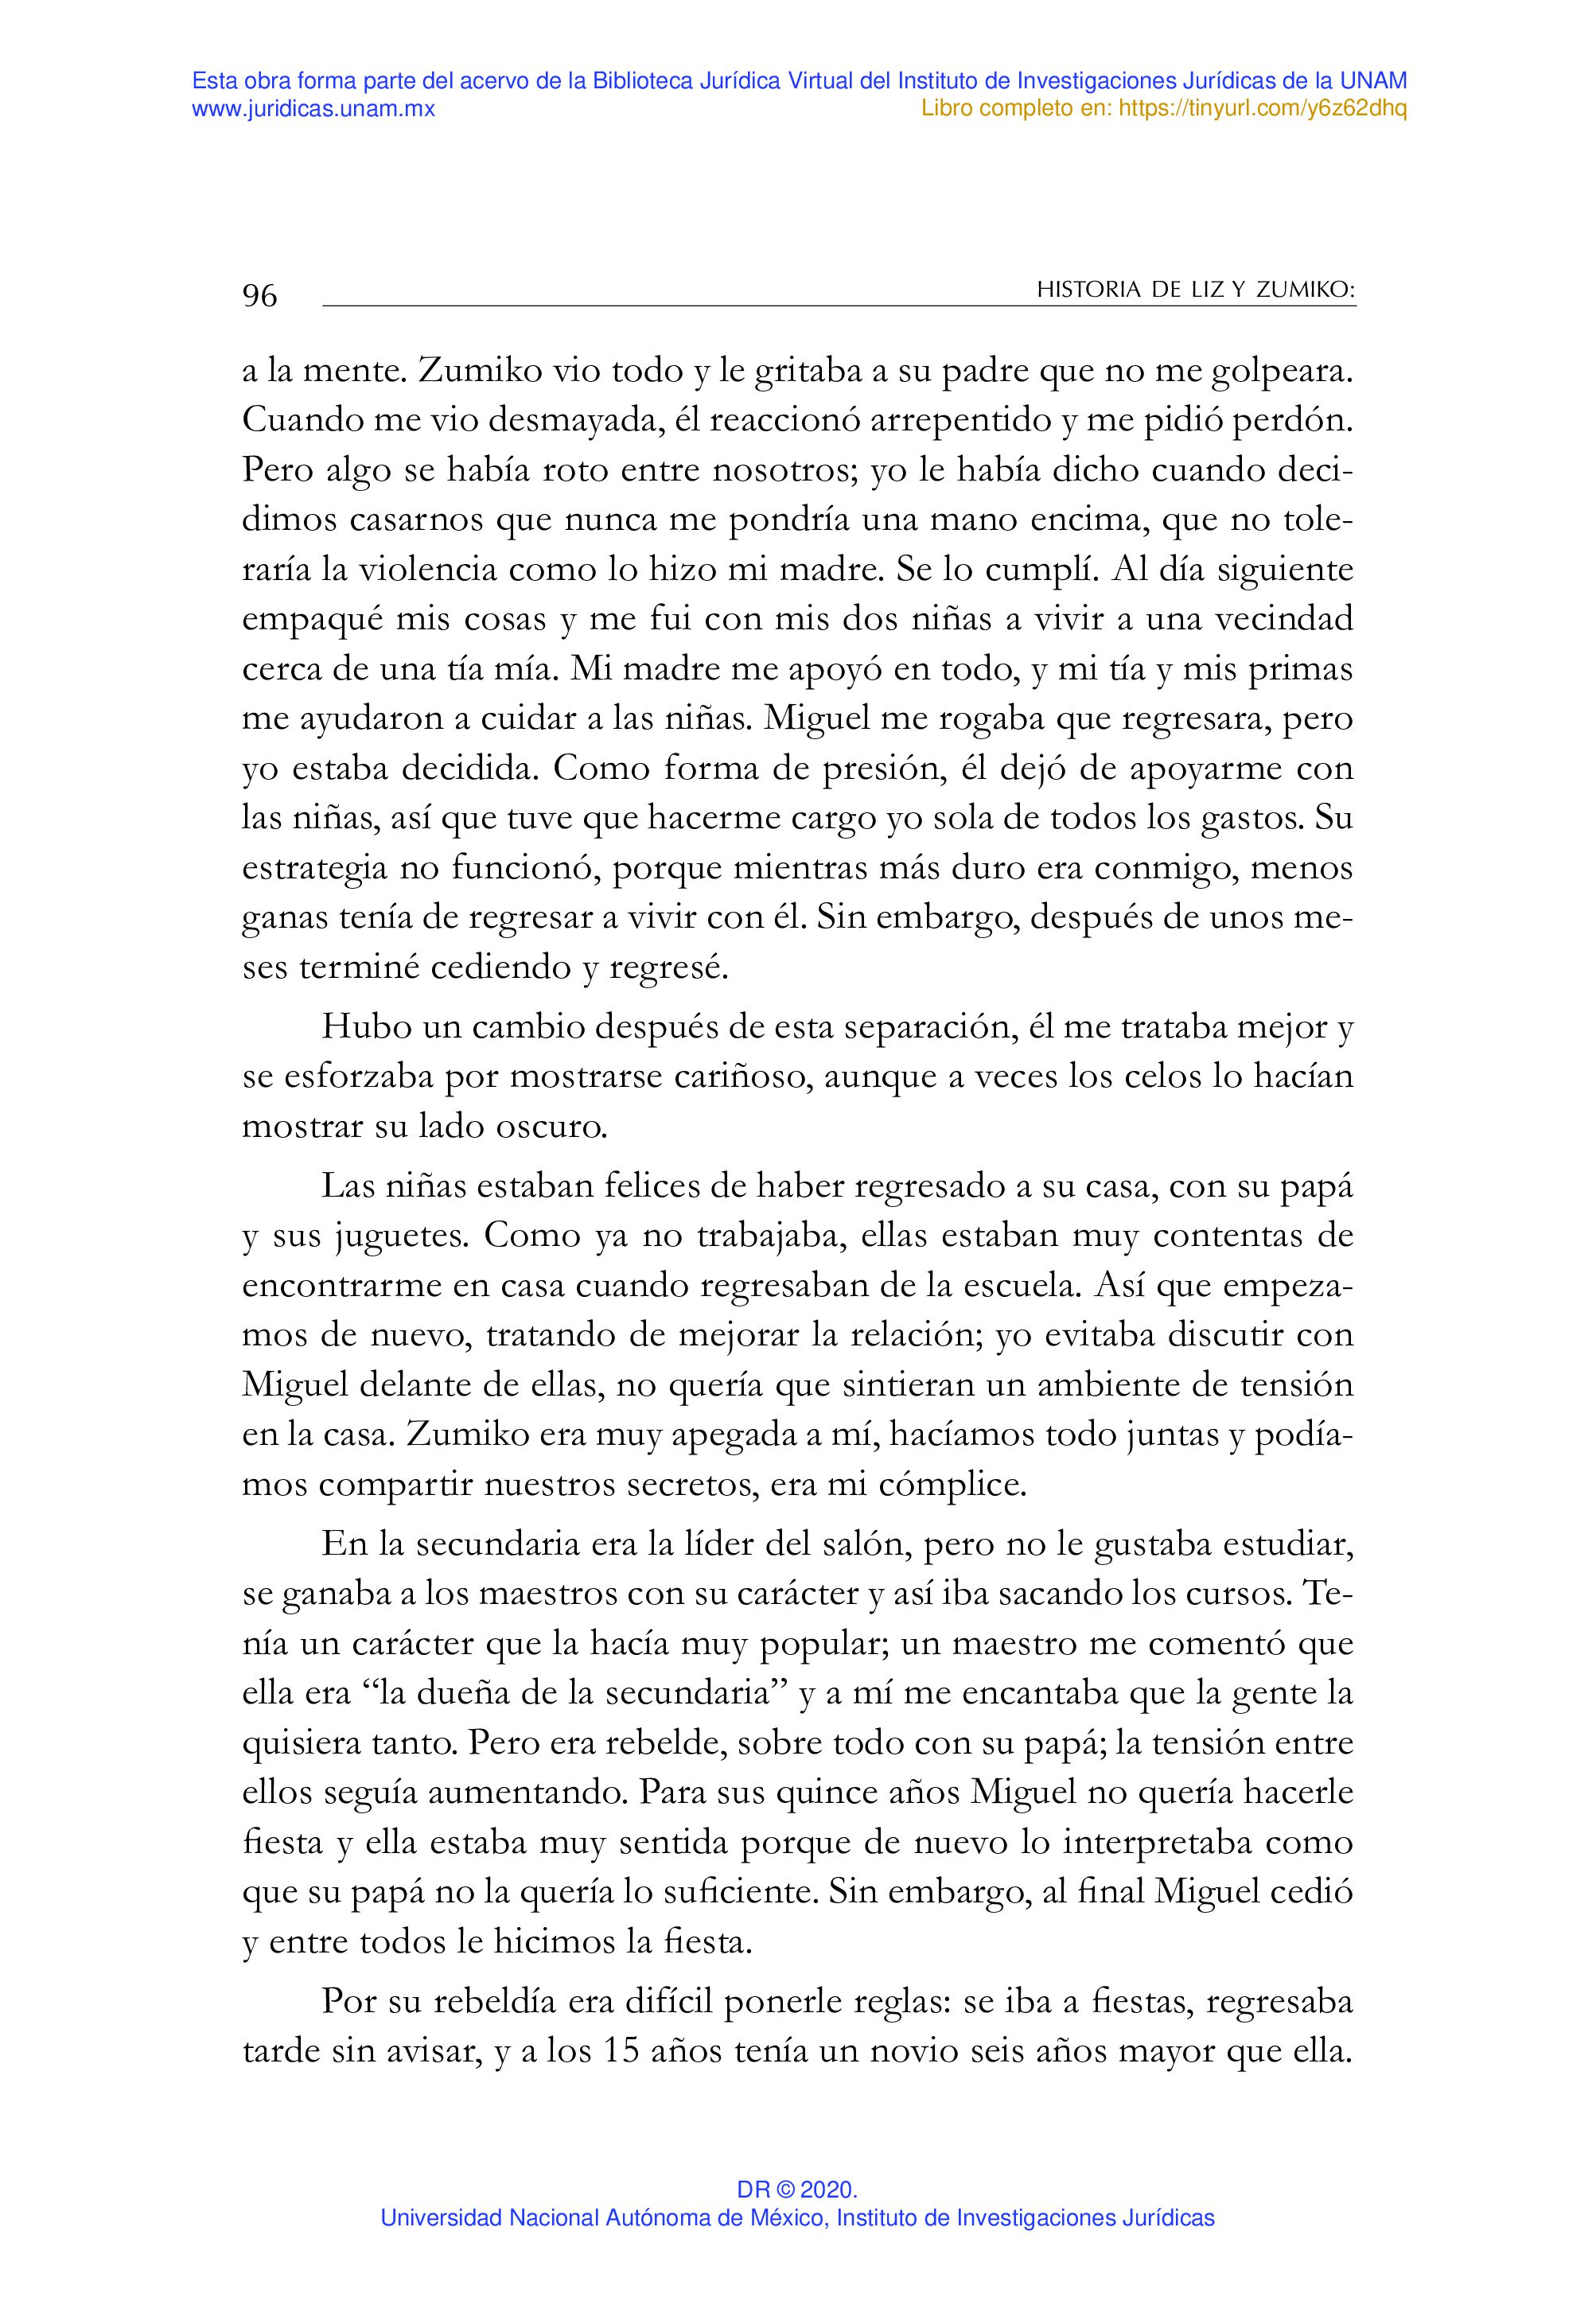 Esta obra forma parte del acervo de la Biblioteca Jurídica Virtual del Instituto de Investigaciones Jurídicas de la UNAM
www.juridicas.unam.mx
Libro completo en: https://tinyurl.com/y6z62dhq
96
HISTORIA DE LIZ Y ZUMIKO:
a la mente. Zumiko vio todo y le gritaba a su padre que no me golpeara.
Cuando me vio desmayada, él reaccionó arrepentido y me pidió perdón.
Pero algo se había roto entre nosotros; yo le había dicho cuando deci-
dimos casarnos que nunca me pondría una mano encima, que no tole-
raría la violencia como lo hizo mi madre. Se lo cumplí. Al día siguiente
empaqué mis cosas y me fui con mis dos niñas a vivir a una vecindad
cerca de una tía mía. Mi madre me apoyó en todo, y mi tía y mis primas
me ayudaron a cuidar a las niñas. Miguel me rogaba que regresara, pero
yo estaba decidida. Como forma de presión, él dejó de apoyarme con
las niñas, así que tuve que hacerme cargo yo sola de todos los gastos. Su
estrategia no funcionó, porque mientras más duro era conmigo, menos
ganas tenía de regresar a vivir con él. Sin embargo, después de unos me-
ses terminé cediendo y regresé.
Hubo un cambio después de esta separación, él me trataba mejor y
se esforzaba por mostrarse cariñoso, aunque a veces los celos lo hacían
mostrar su lado oscuro.
Las niñas estaban felices de haber regresado a su casa, con su papá
y sus juguetes. Como ya no trabajaba, ellas estaban muy contentas de
encontrarme en casa cuando regresaban de la escuela. Así que empeza-
mos de nuevo, tratando de mejorar la relación; yo evitaba discutir con
Miguel delante de ellas, no quería que sintieran un ambiente de tensión
en la casa. Zumiko era muy apegada a mí, hacíamos todo juntas y podía-
mos compartir nuestros secretos, era mi cómplice.
En la secundaria era la líder del salón, pero no le gustaba estudiar,
se ganaba a los maestros con su carácter y así iba sacando los cursos. Te-
nía un carácter que la hacía muy popular; un maestro me comentó que
ella era “la dueña de la secundaria” y a mí me encantaba que la gente la
quisiera tanto. Pero era rebelde, sobre todo con su papá; la tensión entre
ellos seguía aumentando. Para sus quince años Miguel no quería hacerle
fiesta y ella estaba muy sentida porque de nuevo lo interpretaba como
que su papá no la quería lo suficiente. Sin embargo, al final Miguel cedió
y entre todos le hicimos la fiesta.
Por su rebeldía era difícil ponerle reglas: se iba a fiestas, regresaba
tarde sin avisar, y a los 15 años tenía un novio seis años mayor que ella.
DR © 2020.
Universidad Nacional Autónoma de México, Instituto de Investigaciones Jurídicas